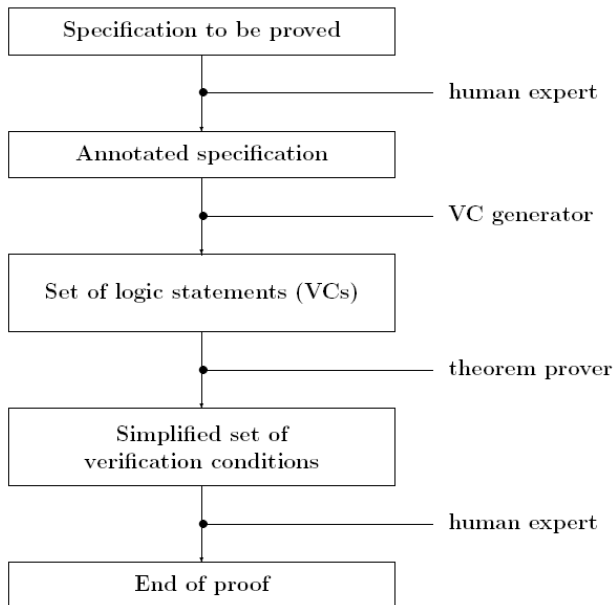 Specification to be proved
human expert
Annotated specification
VC generator
Set of logic statements (VCs)
theorem prover
Simplified set of
verification conditions
human expert
End of proof